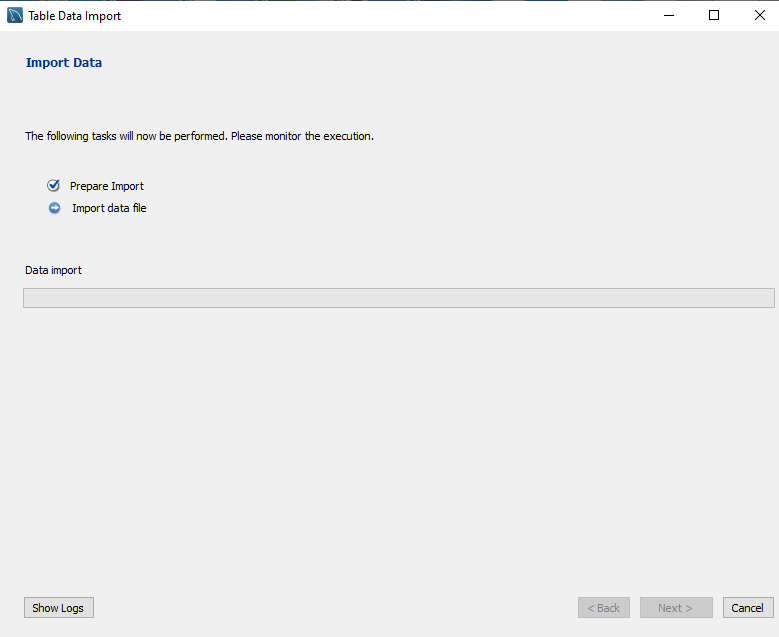 Table Data Import
Import Data
The following tasks will now be performed. Please monitor the execution.
Prepare Import
Import data file
Data import
Show Logs
< Back
Next >
Cancel